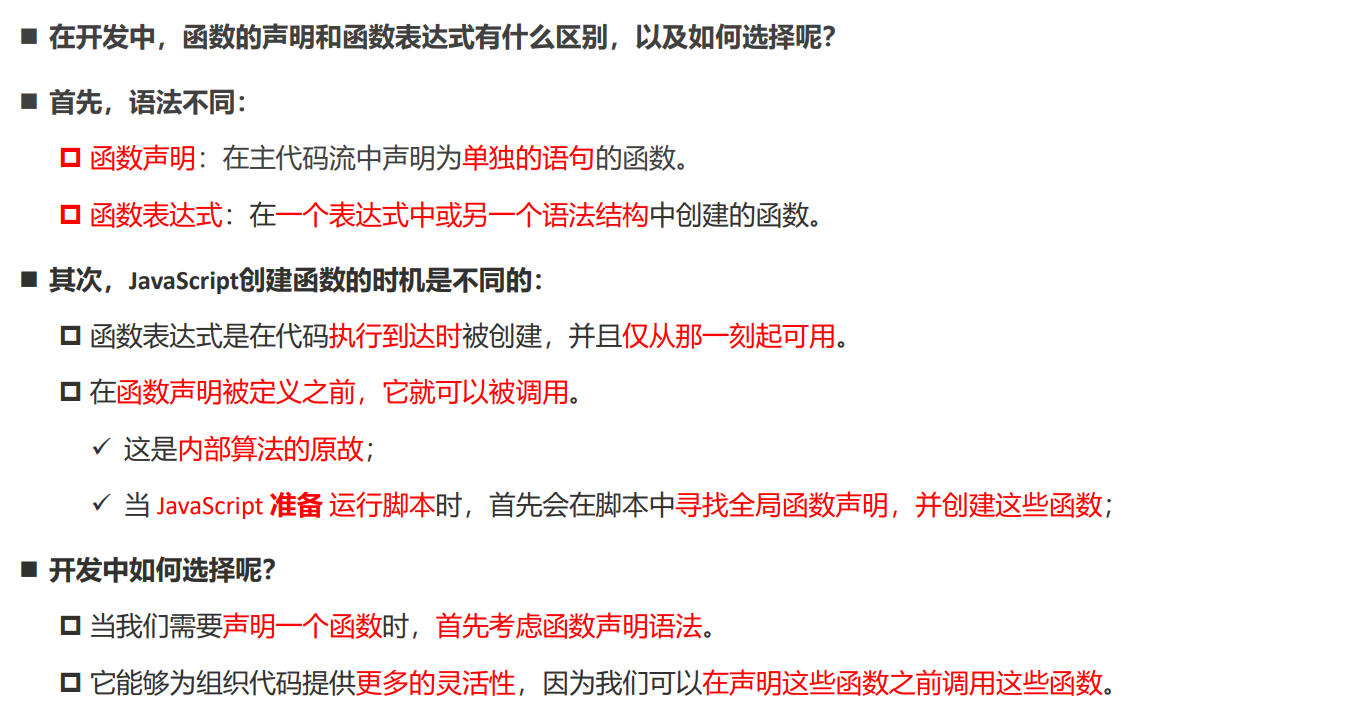 在开发中，函数的声明和函数表达式有什么区别，以及如何选择呢？
首先，语法不同：
函数声明：在主代码流中声明为单独的语句的函数。
函数表达式：在一个表达式中或另一个语法结构中创建的函数。
其次，JavaScript创建函数的时机是不同的：
函数表达式是在代码执行到达时被创建，并且仅从那一刻起可用。
在函数声明被定义之前，它就可以被调用。
这是内部算法的原故；
当 JavaScript 准备 运行脚本时，首先会在脚本中寻找全局函数声明，并创建这些函数；
开发中如何选择呢？
当我们需要声明一个函数时，首先考虑函数声明语法。
它能够为组织代码提供更多的灵活性，因为我们可以在声明这些函数之前调用这些函数。